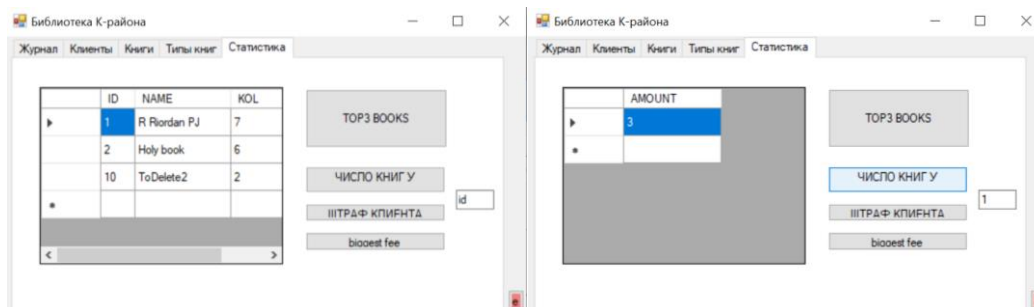 Библиотека К-района
Журнал Клиенты Книги Типы книг Статистика
ID NAME KOL
1 R Riordan PJ 7
2 Holy book 6
10 ToDelete2 2
TOP3 BOOKS
ЧИСЛО КНИГ У
id
ШТРАФ КЛИЕНТА
biggest fee
e
Библиотека К-района
Журнал Клиенты Книги Типы книг Статистика
AMOUNT
3
TOP3 BOOKS
ЧИСЛО КНИГ У
1
ШТРАФ КЛИЕНТА
biggest fee